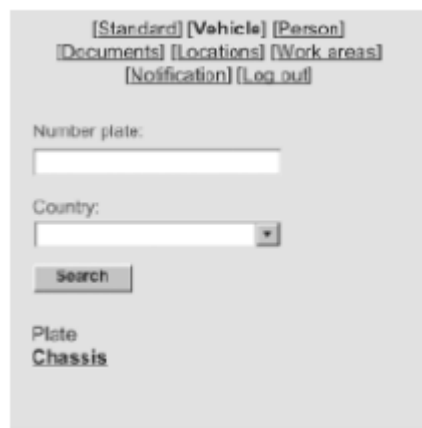 [Standard] [Vehicle] [Person]
[Documents] [Locations] [Work areas]
[Notification] [Log out]
Number plate:
Country:
Search
Plate
Chassis